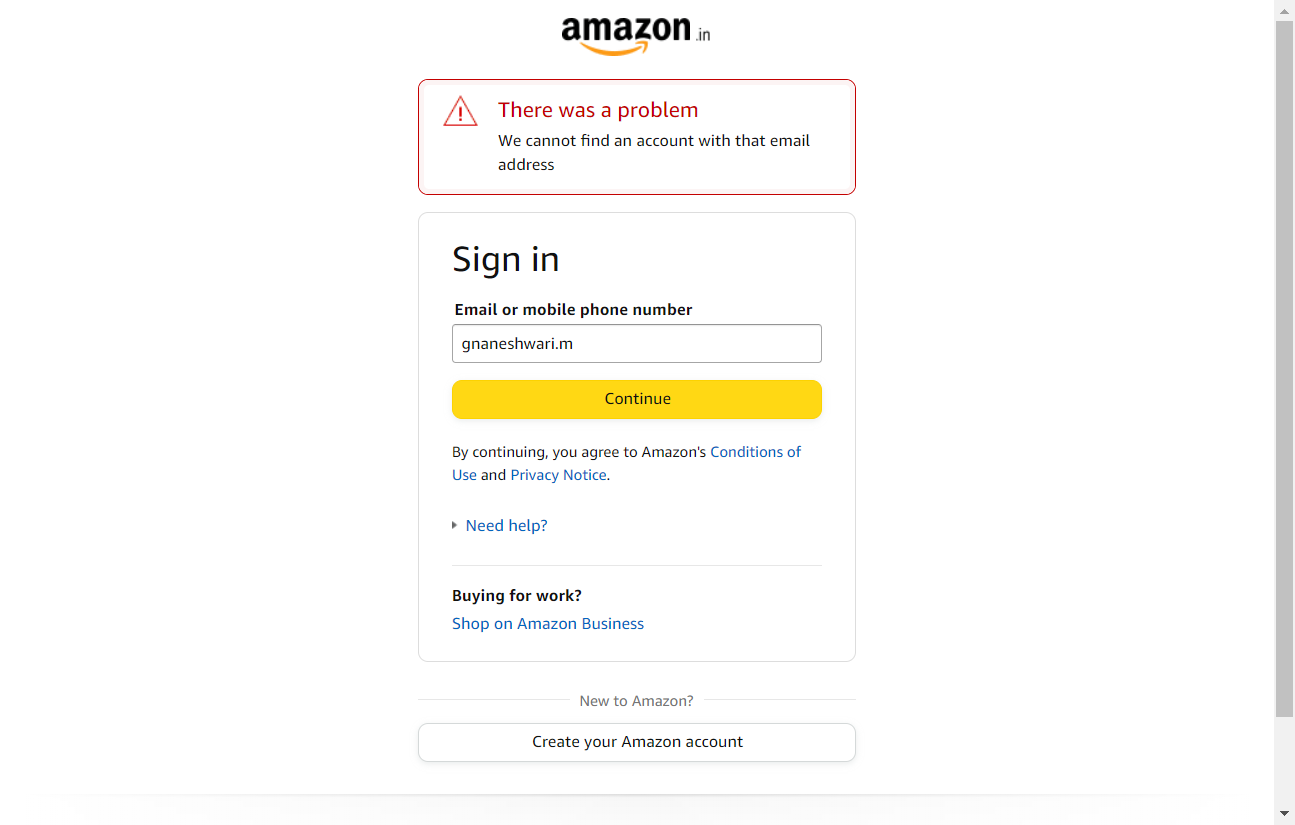 amazon.in
There was a problem
We cannot find an account with that email
address
Sign in
Email or mobile phone number
gnaneshwari.m
Continue
By continuing, you agree to Amazon's Conditions of
Use and Privacy Notice.
Need help?
Buying for work?
Shop on Amazon Business
New to Amazon?
Create your Amazon account